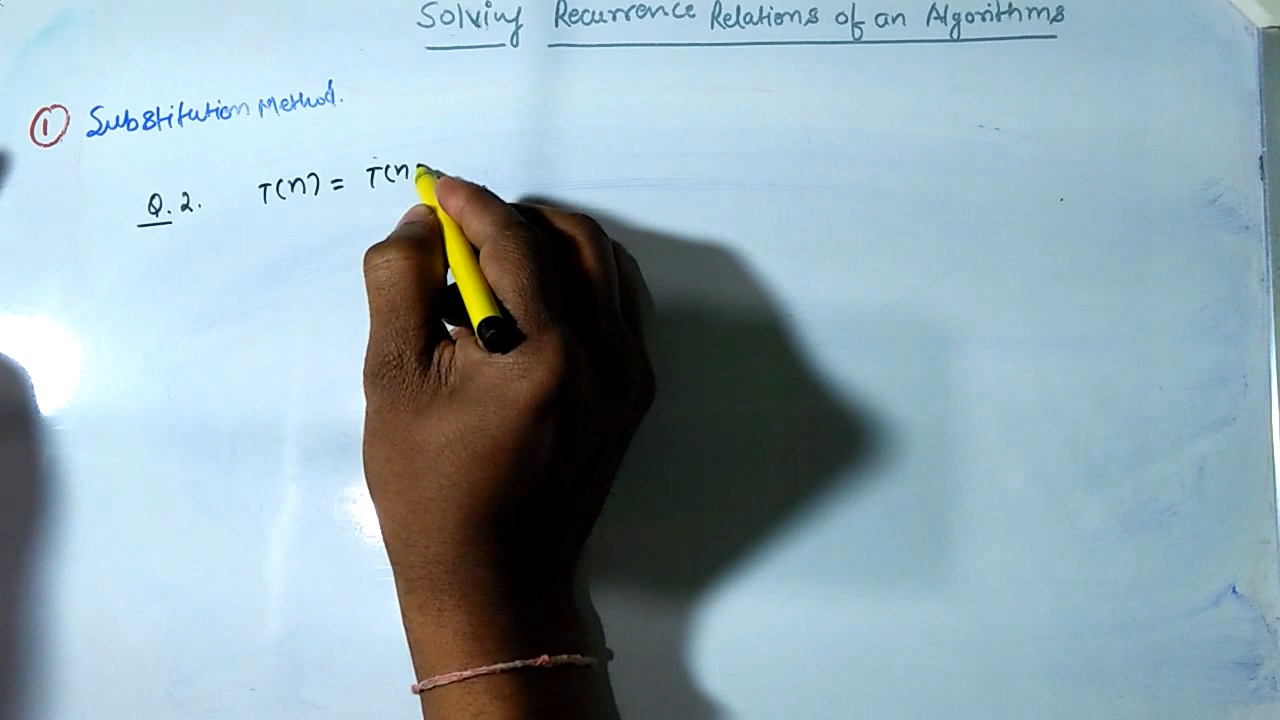 Solving Recurrence Relations of an Algorithms
① Substitution Method.
Q. 2. T(n) = T(n